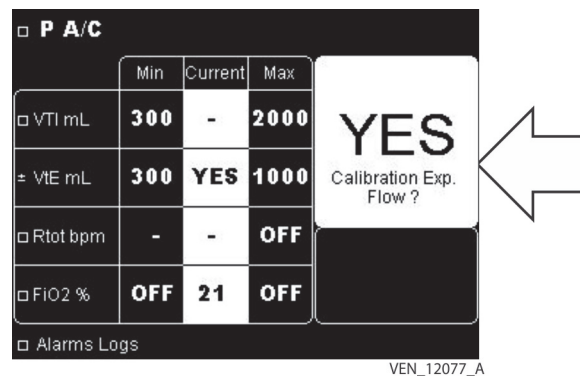 P A/C
Min Current Max
VTI mL 300 - 2000
± VtE mL 300 YES 1000
Rtot bpm - - OFF
FiO2 % OFF 21 OFF
YES
Calibration Exp.
Flow ?
Alarms Logs
VEN_12077_A